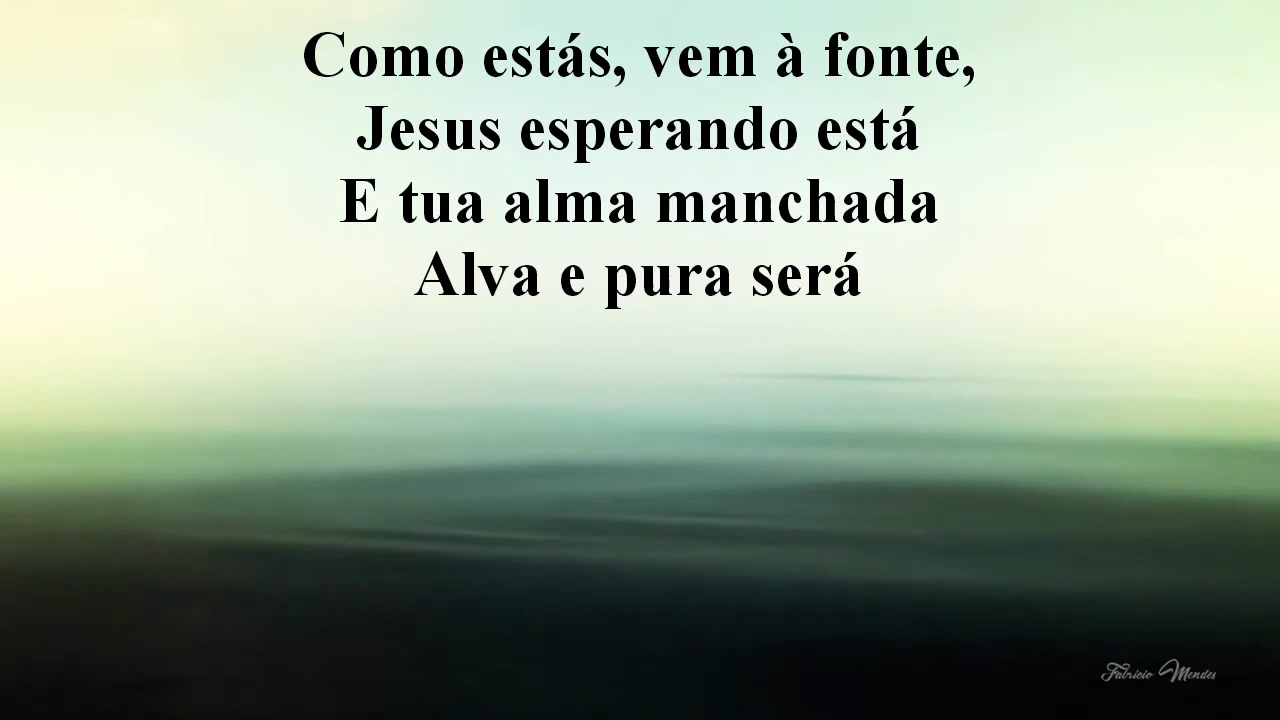 Como estás, vem à fonte,
Jesus esperando está
E tua alma manchada
Alva e pura será
Fabricio Mendes